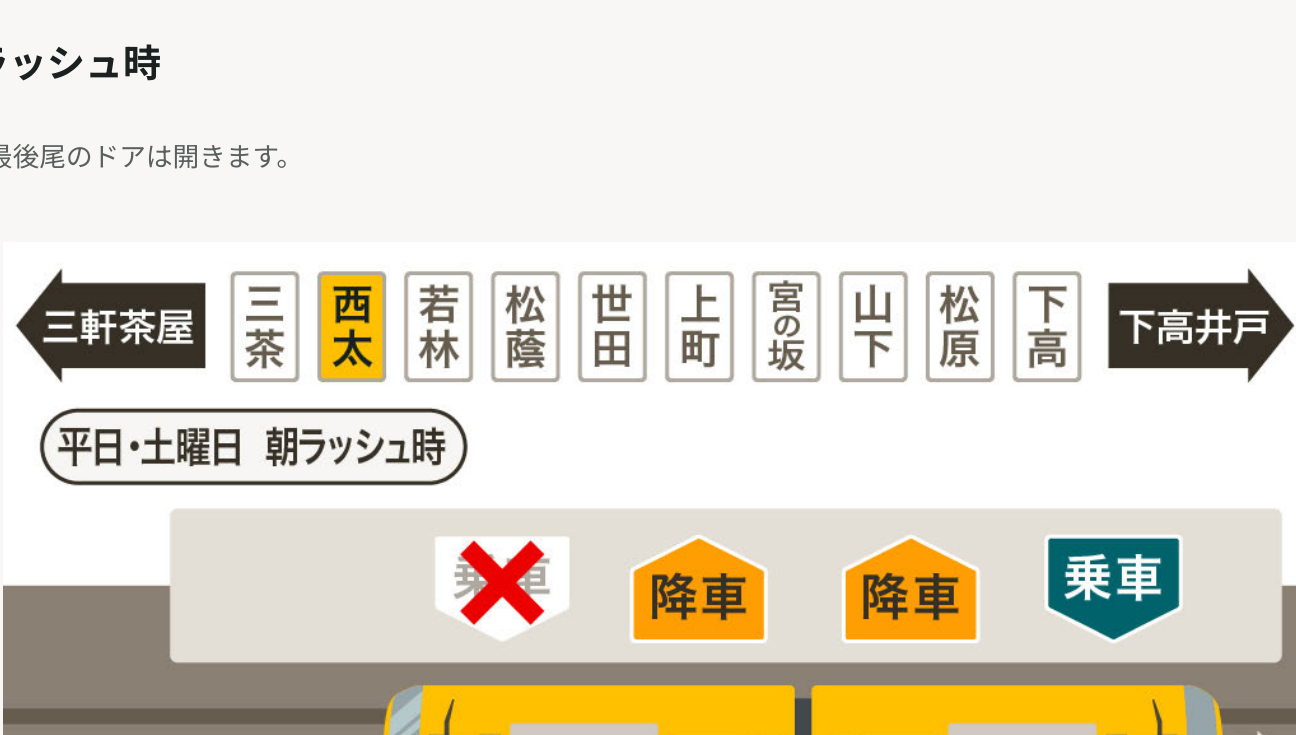 ラッシュ時
最後尾のドアは開きます。
三軒茶屋
三茶
西太
若林
松蔭
世田
上町
宮の坂
山下
松原
下高
下高井戸
平日・土曜日 朝ラッシュ時
乗車
降車
降車
乗車